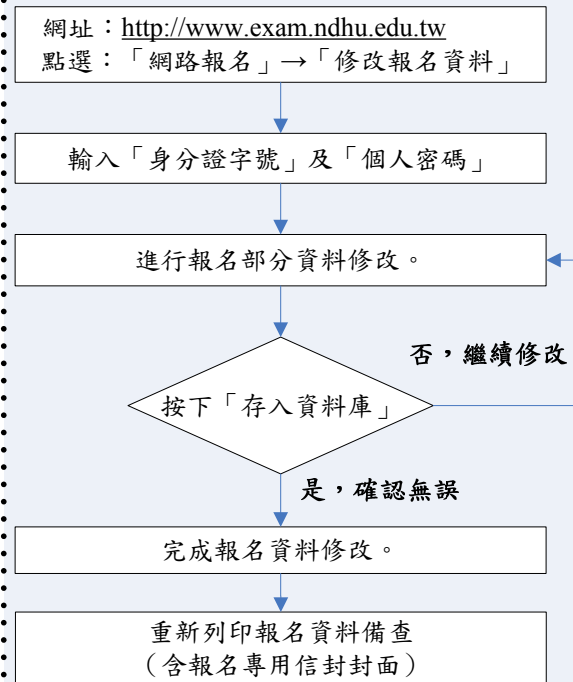 網址：http://www.exam.ndhu.edu.tw
點選：「網路報名」→「修改報名資料」
輸入「身分證字號」及「個人密碼」
進行報名部分資料修改。
否，繼續修改
按下「存入資料庫」
是，確認無誤
完成報名資料修改。
重新列印報名資料備查
（含報名專用信封封面）